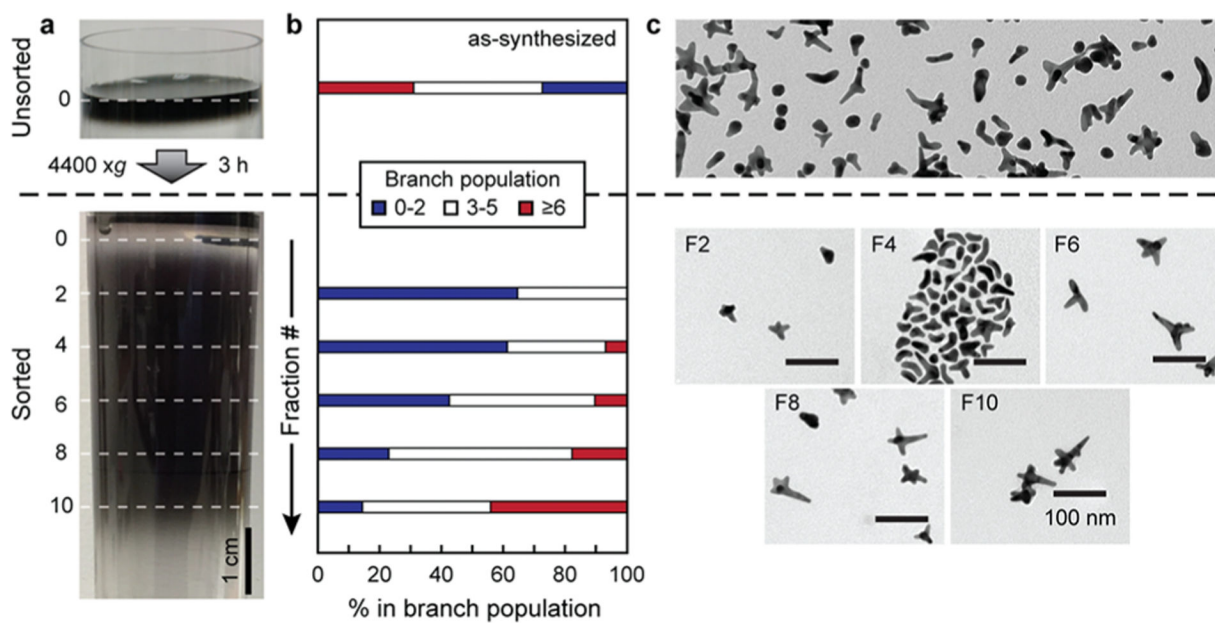 a
Unsorted
0
4400 xg
3 h
Sorted
0
2
4
6
8
10
1 cm
b
as-synthesized
Branch population
0-2
3-5
≥6
Fraction #
0
20
40
60
80
100
% in branch population
c
F2
F4
F6
F8
F10
100 nm